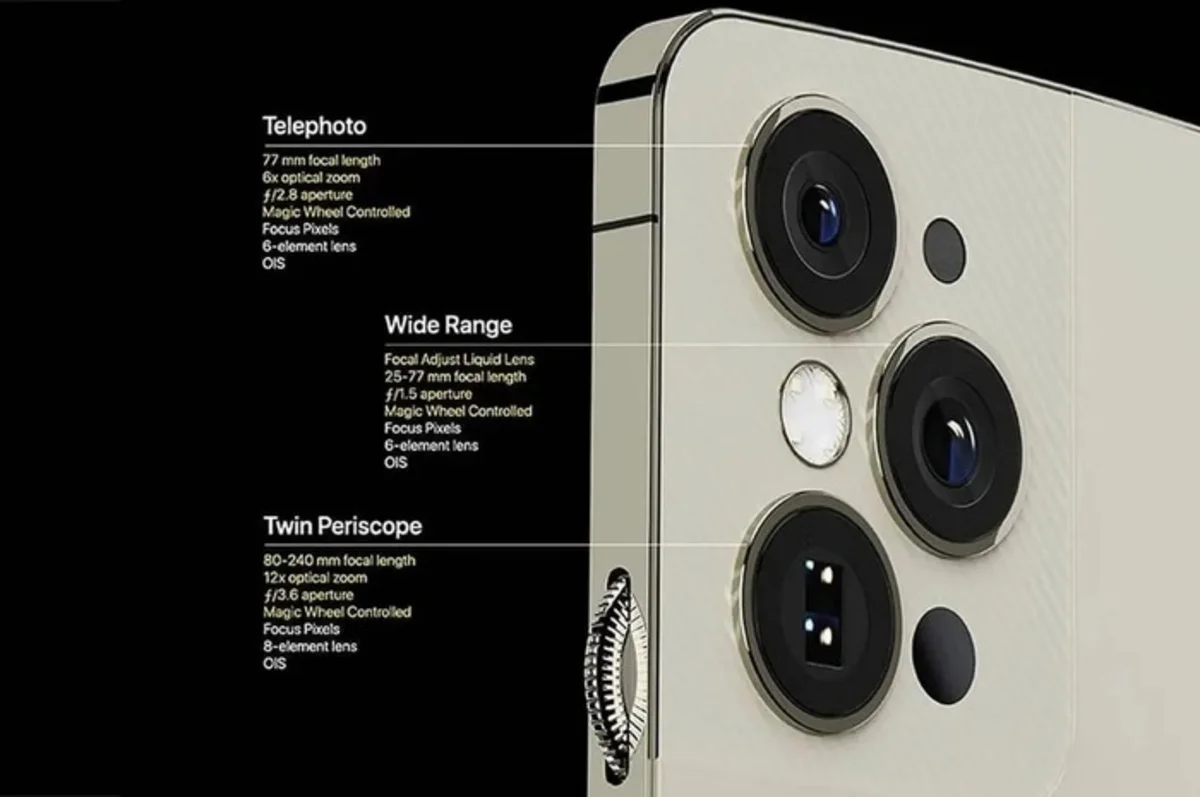 Telephoto
77 mm focal length
6x optical zoom
ƒ/2.8 aperture
Magic Wheel Controlled
Focus Pixels
6-element lens
OIS
Wide Range
Focal Adjust Liquid Lens
25-77 mm focal length
ƒ/1.5 aperture
Magic Wheel Controlled
Focus Pixels
6-element lens
OIS
Twin Periscope
80-240 mm focal length
12x optical zoom
ƒ/3.6 aperture
Magic Wheel Controlled
Focus Pixels
8-element lens
OIS